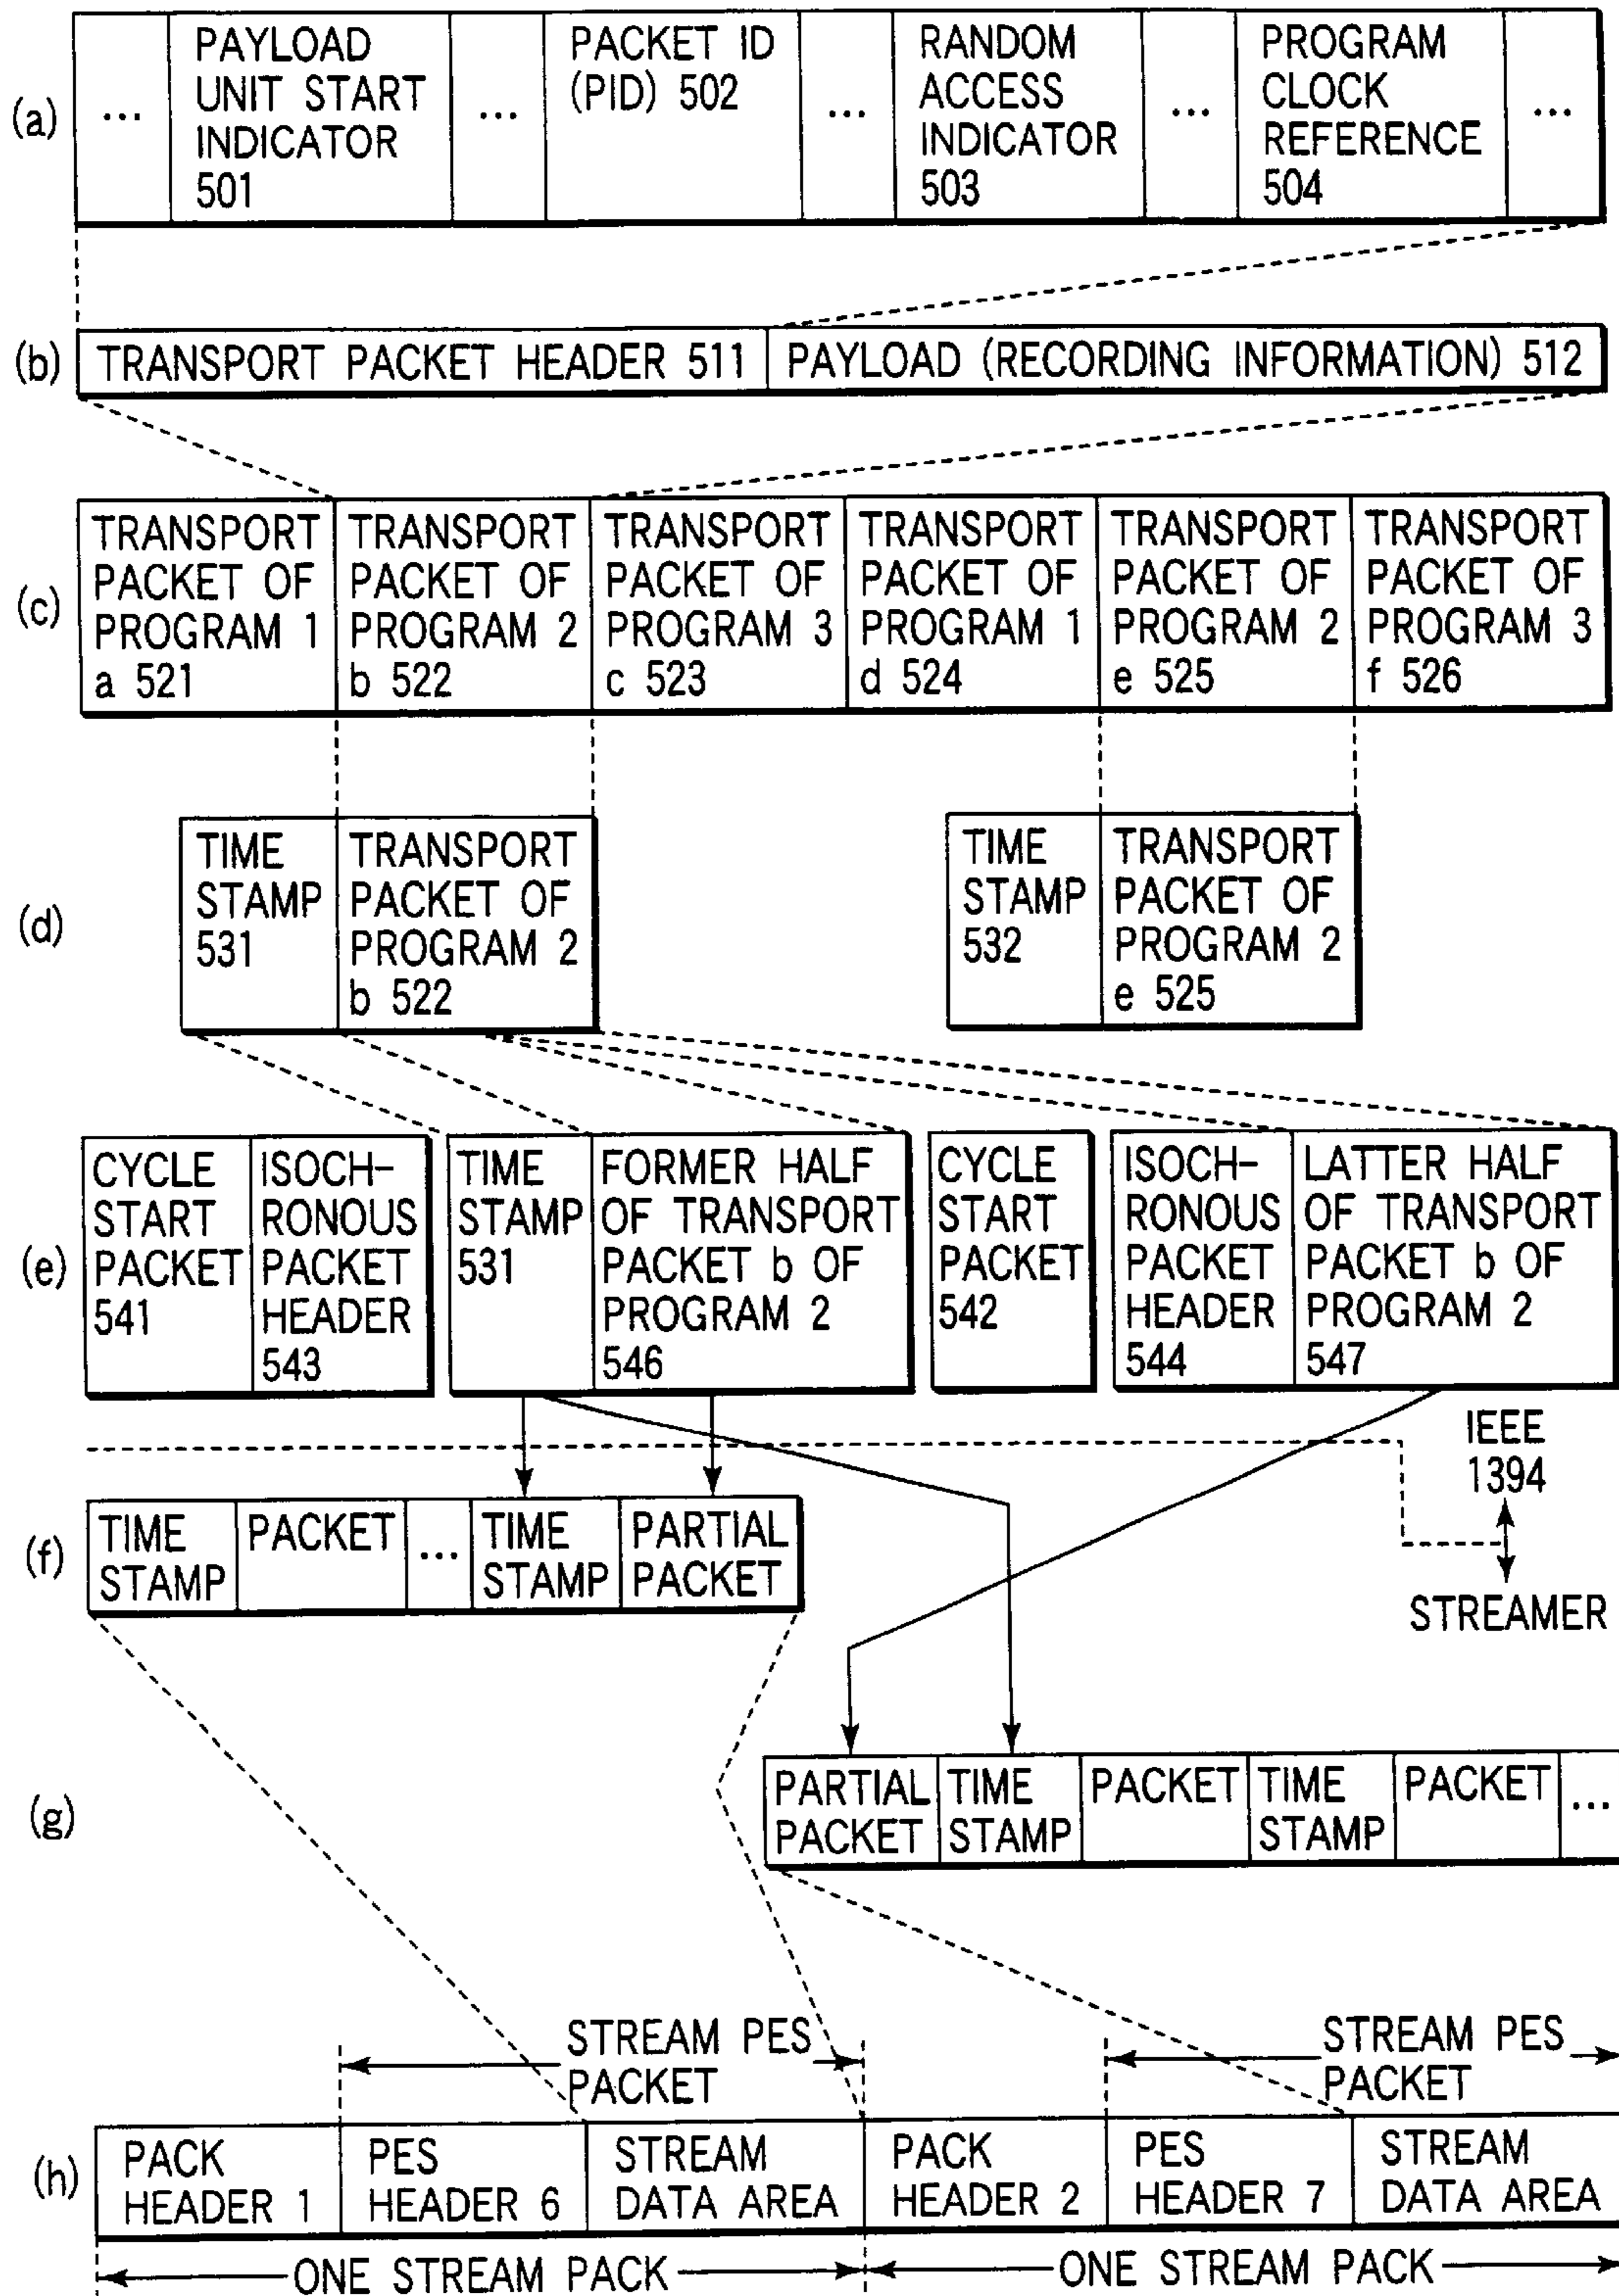 (a)
...
PAYLOAD
UNIT START
INDICATOR
501
...
PACKET ID
(PID) 502
...
RANDOM
ACCESS
INDICATOR
503
...
PROGRAM
CLOCK
REFERENCE
504
...
(b)
TRANSPORT PACKET HEADER 511
PAYLOAD (RECORDING INFORMATION) 512
(c)
TRANSPORT
PACKET OF
PROGRAM 1
a 521
TRANSPORT
PACKET OF
PROGRAM 2
b 522
TRANSPORT
PACKET OF
PROGRAM 3
c 523
TRANSPORT
PACKET OF
PROGRAM 1
d 524
TRANSPORT
PACKET OF
PROGRAM 2
e 525
TRANSPORT
PACKET OF
PROGRAM 3
f 526
(d)
TIME
STAMP
531
TRANSPORT
PACKET OF
PROGRAM 2
b 522
TIME
STAMP
532
TRANSPORT
PACKET OF
PROGRAM 2
e 525
(e)
CYCLE
START
PACKET
541
ISOCH-
RONOUS
PACKET
HEADER
543
TIME
STAMP
531
FORMER HALF
OF TRANSPORT
PACKET b OF
PROGRAM 2
546
CYCLE
START
PACKET
542
ISOCH-
RONOUS
PACKET
HEADER
544
LATTER HALF
OF TRANSPORT
PACKET b OF
PROGRAM 2
547
IEEE
1394
STREAMER
(f)
TIME
STAMP
PACKET
...
TIME
STAMP
PARTIAL
PACKET
(g)
PARTIAL
PACKET
TIME
STAMP
PACKET
TIME
STAMP
PACKET
...
STREAM PES
PACKET
STREAM PES
PACKET
(h)
PACK
HEADER 1
PES
HEADER 6
STREAM
DATA AREA
PACK
HEADER 2
PES
HEADER 7
STREAM
DATA AREA
ONE STREAM PACK
ONE STREAM PACK